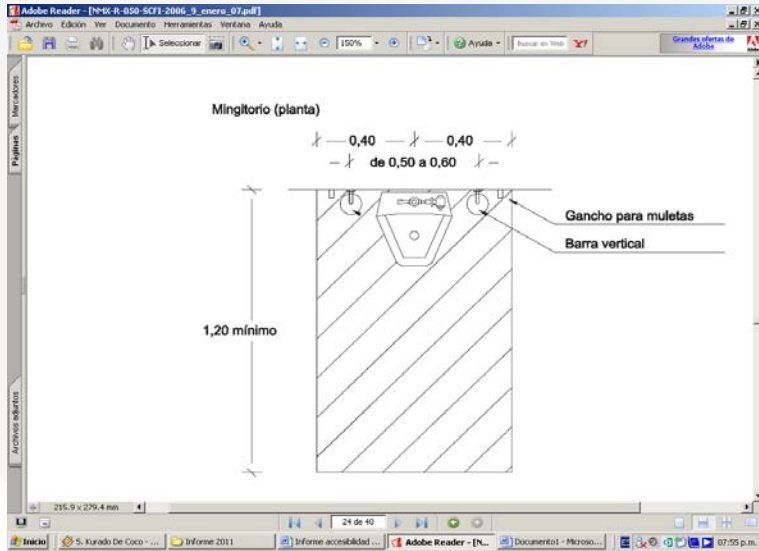 Adobe Reader - [NMX-R-050-SCFI-2006_9_enero_07.pdf]
Archivo Edición Ver Documento Herramientas Ventana Ayuda
Seleccionar 150% Ayuda Buscar en Web Y! Grandes ofertas de Adobe
Marcadores
Páginas
Archivos adjuntos
Mingitorio (planta)
0,40 0,40
de 0,50 a 0,60
Gancho para muletas
Barra vertical
1,20 mínimo
215.9 x 279.4 mm
24 de 40
Inicio 5. Kurado De Coco - ... Informe 2011 Informe accesibilidad ... Adobe Reader - [N... Documento1 - Microso... 07:55 p.m.